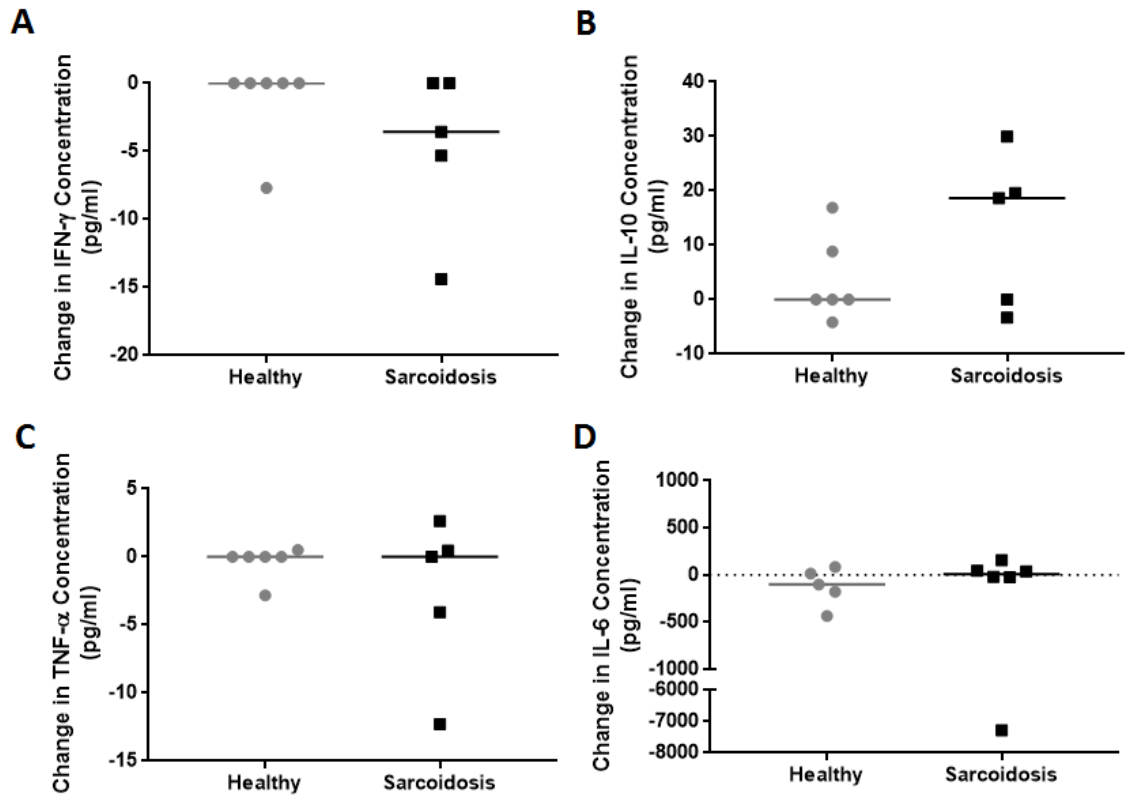 A
Change in IFN-γ Concentration
(pg/ml)
0
-5
-10
-15
-20
Healthy
Sarcoidosis
B
Change in IL-10 Concentration
(pg/ml)
40
30
20
10
0
-10
Healthy
Sarcoidosis
C
Change in TNF-α Concentration
(pg/ml)
5
0
-5
-10
-15
Healthy
Sarcoidosis
D
Change in IL-6 Concentration
(pg/ml)
1000
500
0
-500
-1000
-6000
-7000
-8000
Healthy
Sarcoidosis